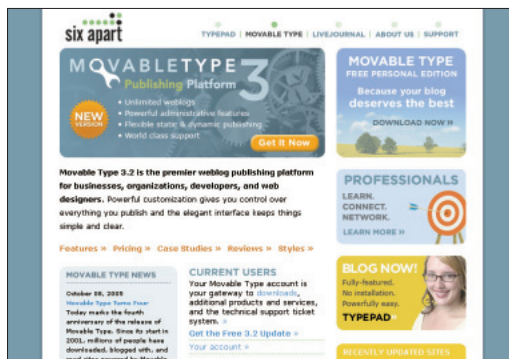 six apart
TYPEPAD | MOVABLE TYPE | LIVEJOURNAL | ABOUT US | SUPPORT
MOVABLETYPE 3
Publishing Platform
• Unlimited weblogs
• Powerful administrative features
• Flexible static & dynamic publishing
• World class support
NEW
VERSION
Get It Now
MOVABLE TYPE
FREE PERSONAL EDITION
Because your blog
deserves the best
DOWNLOAD NOW »
Movable Type 3.2 is the premier weblog publishing platform
for businesses, organizations, developers, and web
designers. Powerful customization gives you control over
everything you publish and the elegant interface keeps things
simple and clear.
Features » Pricing » Case Studies » Reviews » Styles »
PROFESSIONALS
LEARN.
CONNECT.
NETWORK.
LEARN MORE »
MOVABLE TYPE NEWS
October 08, 2005
Movable Type Turns Four
Today marks the fourth
anniversary of the release of
Movable Type. Since its start in
2001, millions of people have
downloaded, blogged with, and
CURRENT USERS
Your Movable Type account is
your gateway to downloads,
additional products and services,
and the technical support ticket
system. »
Get the Free 3.2 Update »
Your account »
BLOG NOW!
Fully-featured.
No installation.
Powerfully easy.
TYPEPAD »
RECENTLY UPDATED SITES